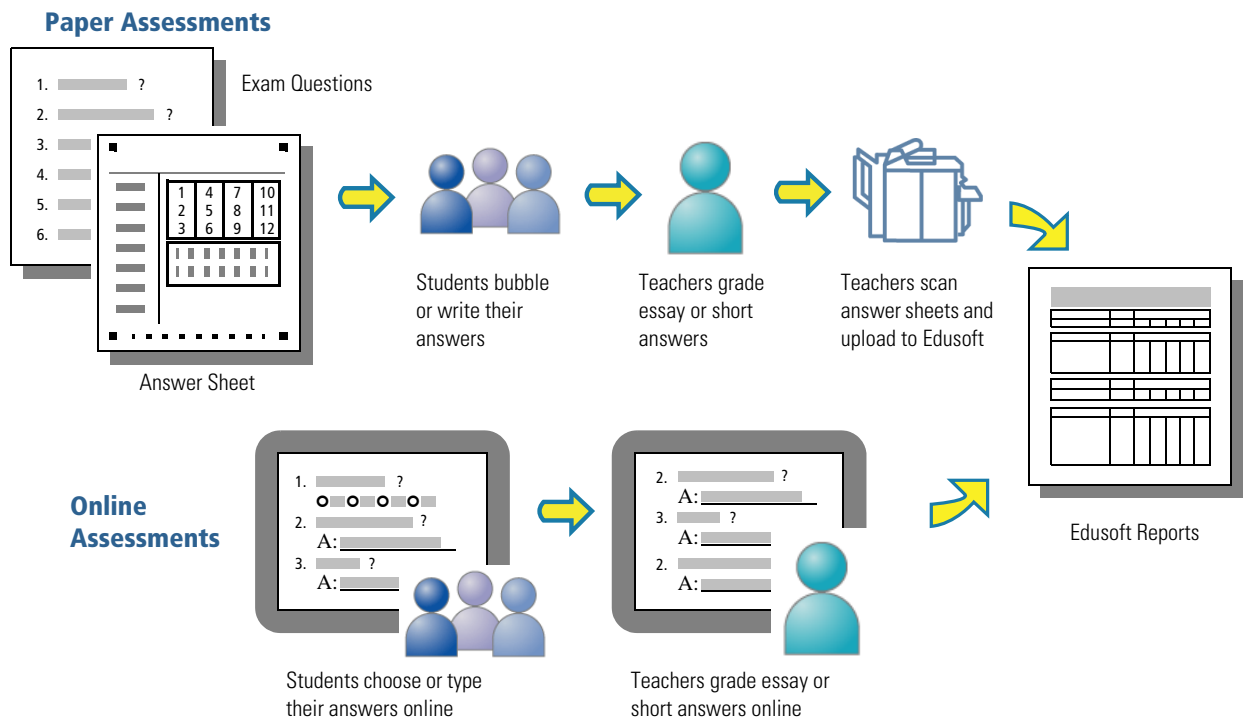 Paper Assessments
1. ?
2. ?
3.
4.
5.
6.
Exam Questions
1 4 7 10
2 5 8 11
3 6 9 12
Answer Sheet
Students bubble
or write their
answers
Teachers grade
essay or short
answers
Teachers scan
answer sheets and
upload to Edusoft
Edusoft Reports
Online
Assessments
1. ?
2. ?
A:
3. ?
A:
Students choose or type
their answers online
2. ?
A:
3. ?
A:
2.
A:
Teachers grade essay or
short answers online